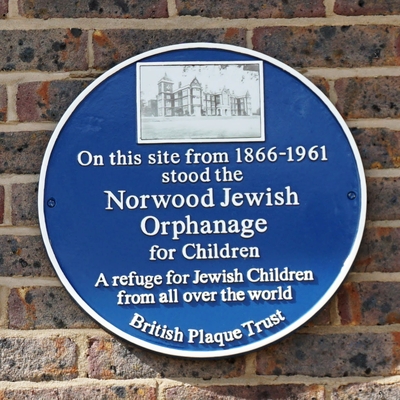 On this site from 1866-1961
stood the
Norwood Jewish
Orphanage
for Children
A refuge for Jewish Children
from all over the world
British Plaque Trust